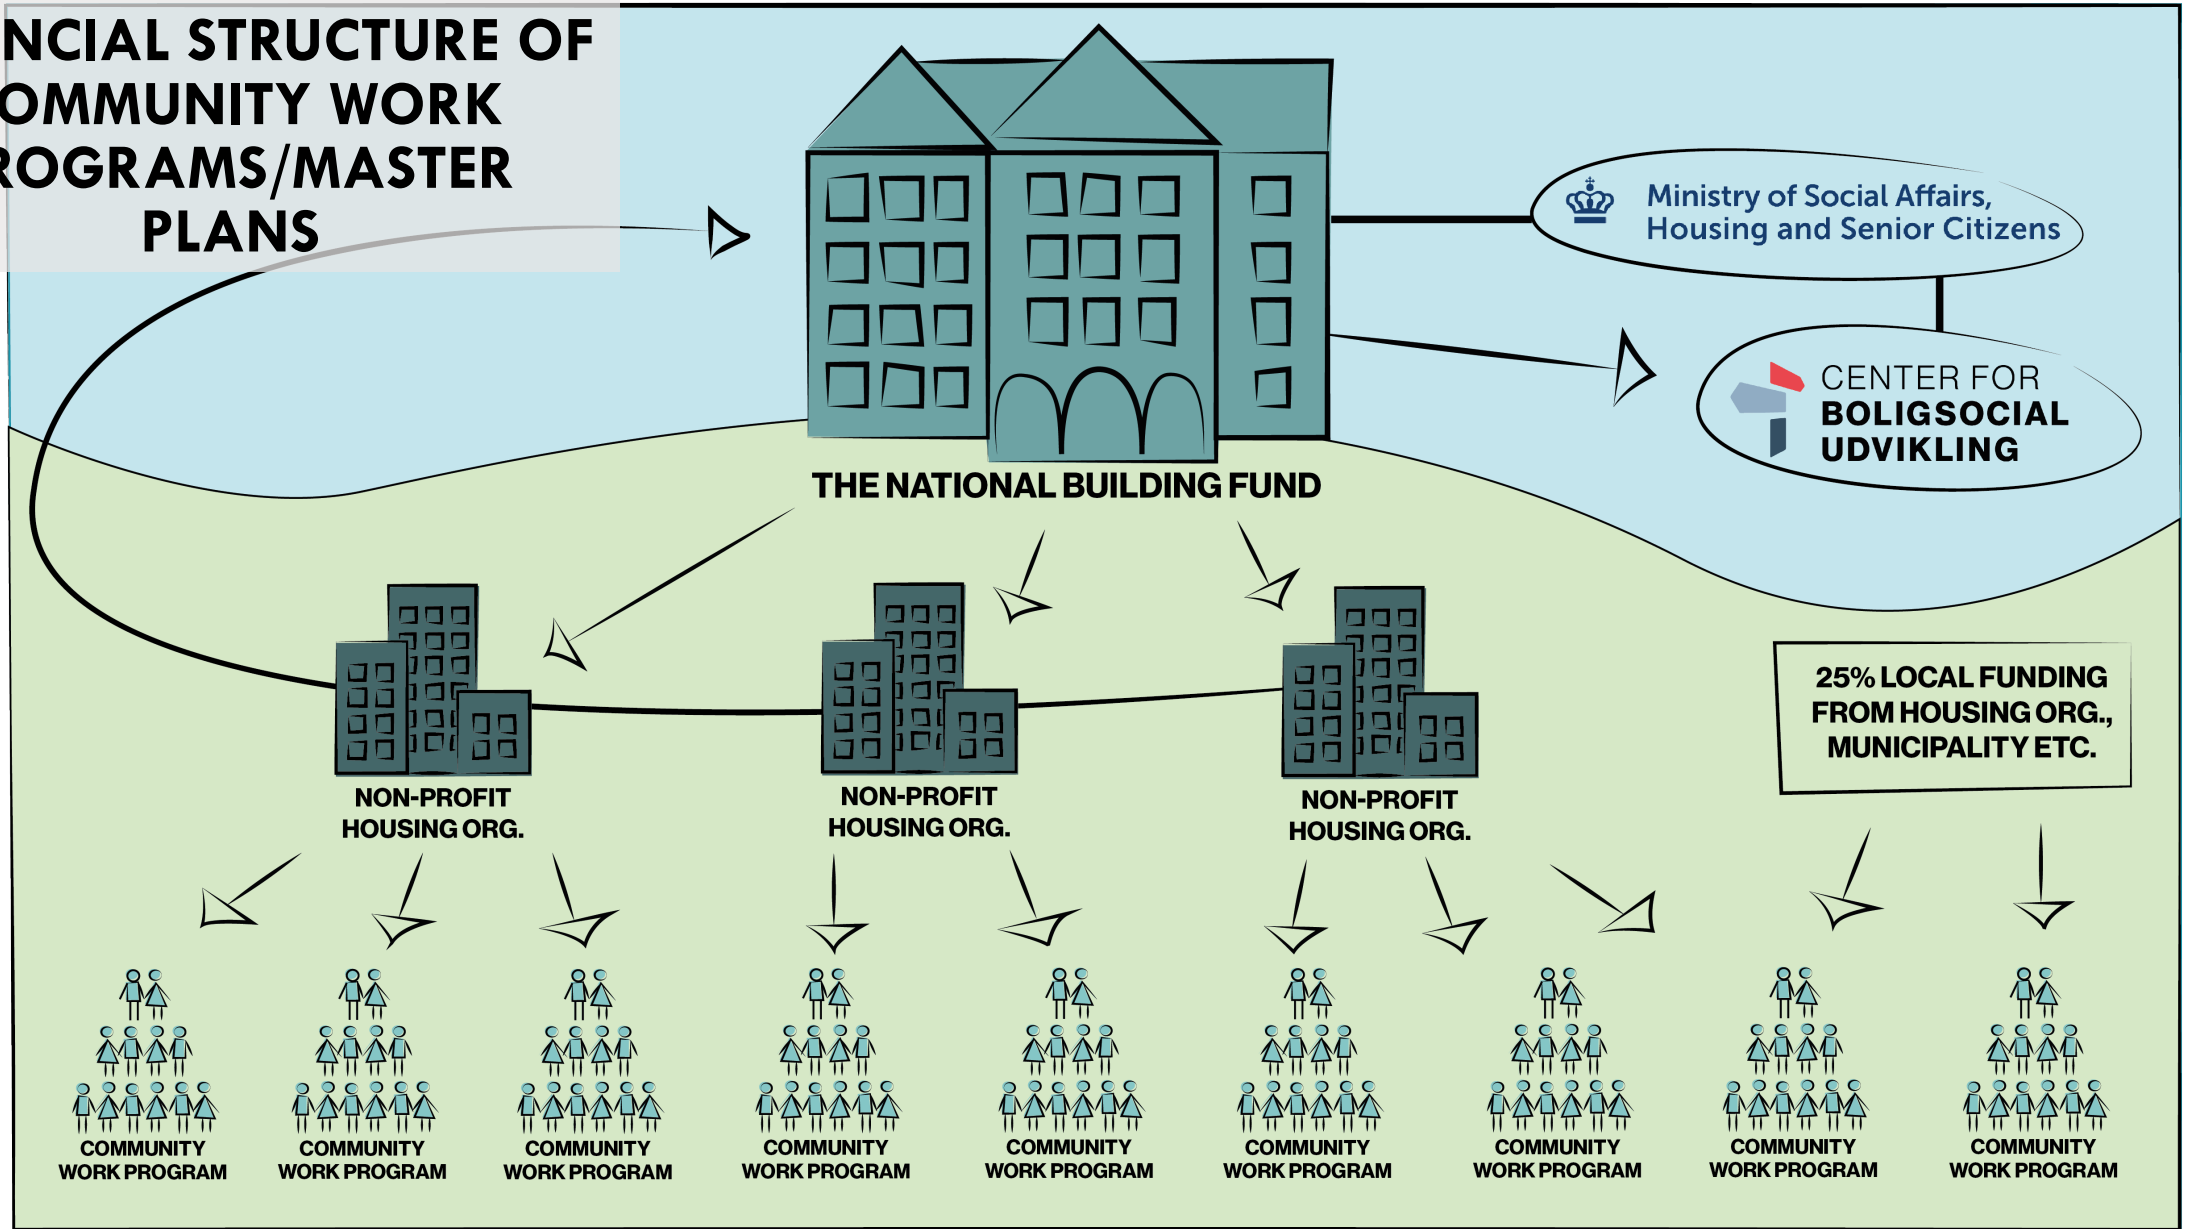 NCIAL STRUCTURE OF
OMMUNITY WORK
ROGRAMS/MASTER
PLANS
Ministry of Social Affairs,
Housing and Senior Citizens
CENTER FOR
BOLIGSOCIAL
UDVIKLING
THE NATIONAL BUILDING FUND
25% LOCAL FUNDING
FROM HOUSING ORG.,
MUNICIPALITY ETC.
NON-PROFIT
HOUSING ORG.
NON-PROFIT
HOUSING ORG.
NON-PROFIT
HOUSING ORG.
COMMUNITY
WORK PROGRAM
COMMUNITY
WORK PROGRAM
COMMUNITY
WORK PROGRAM
COMMUNITY
WORK PROGRAM
COMMUNITY
WORK PROGRAM
COMMUNITY
WORK PROGRAM
COMMUNITY
WORK PROGRAM
COMMUNITY
WORK PROGRAM
COMMUNITY
WORK PROGRAM